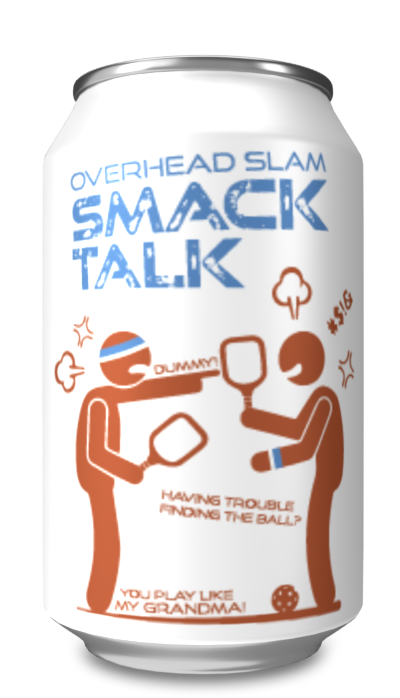 OVERHEAD SLAM
SMACK
TALK
#$!&
DUMMY!
HAVING TROUBLE
FINDING THE BALL?
YOU PLAY LIKE
MY GRANDMA!